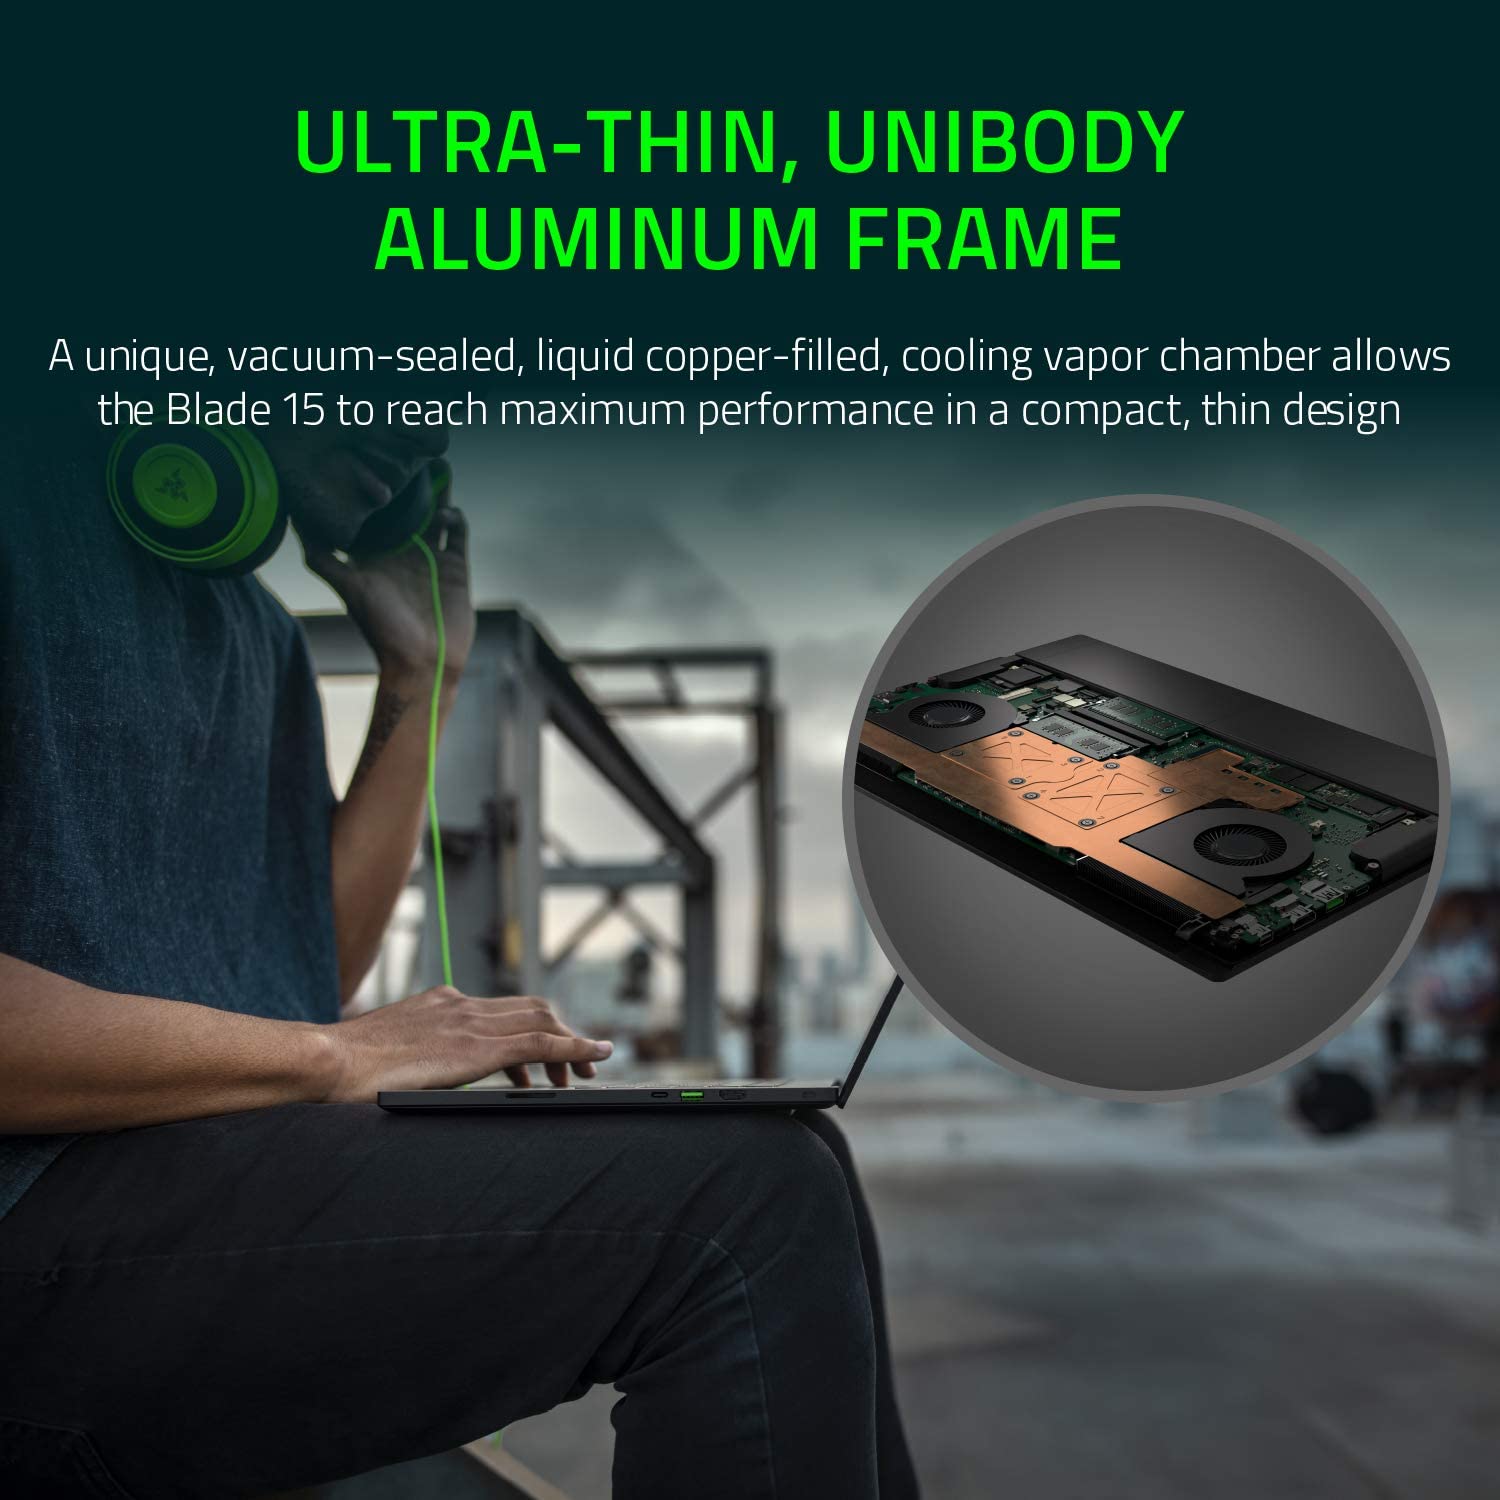 ULTRA-THIN, UNIBODY
ALUMINUM FRAME
A unique, vacuum-sealed, liquid copper-filled, cooling vapor chamber allows
the Blade 15 to reach maximum performance in a compact, thin design